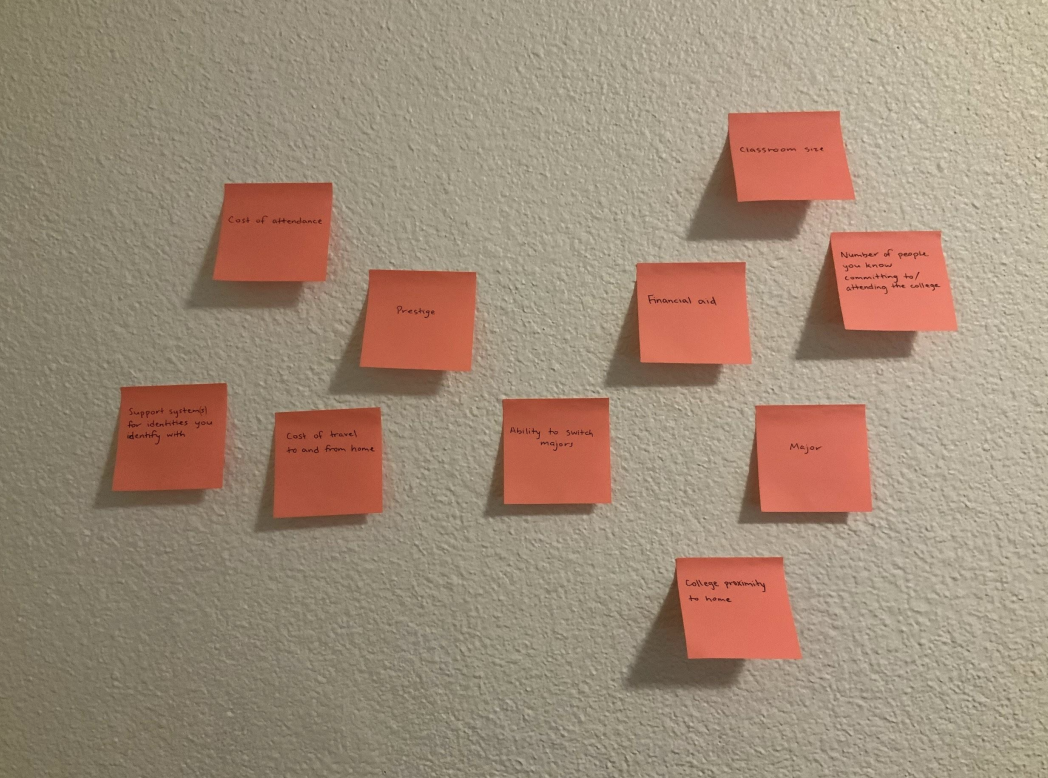 Classroom size
Cost of attendance
Number of people
you know
committing to/
attending the college
Prestige
Financial aid
Support system(s)
for identities you
identify with
Cost of travel
to and from home
Ability to switch
majors
Major
College proximity
to home